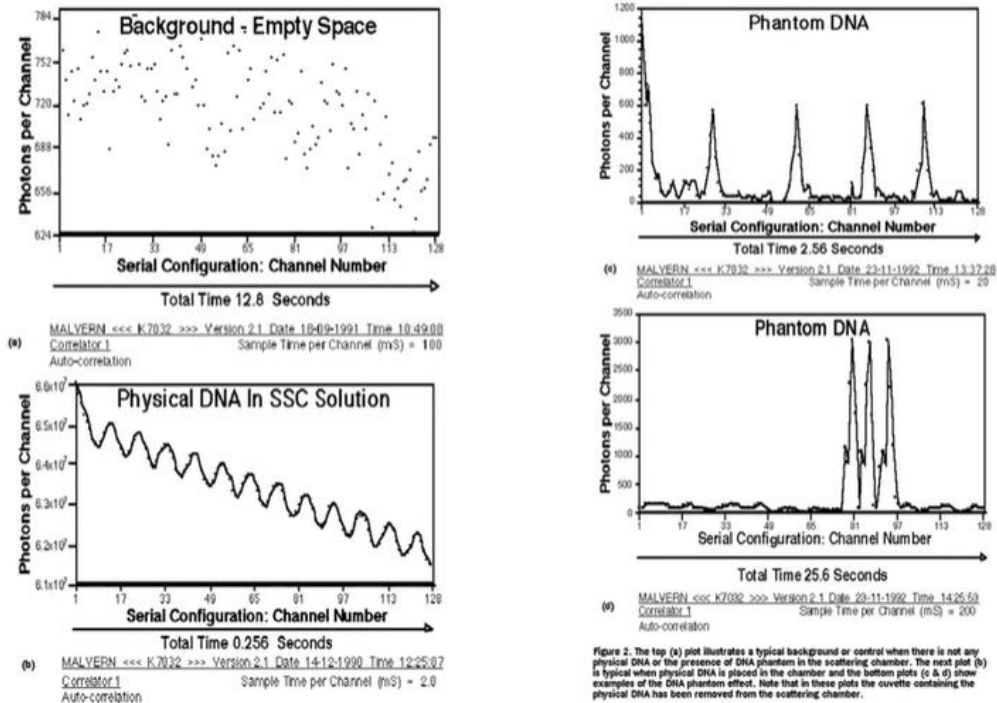 Background - Empty Space
Photons per Channel
784
752
720
688
656
624
1 17 33 49 65 81 97 113 128
Serial Configuration: Channel Number
Total Time 12.8 Seconds
(a)
MALVERN <<< K7032 >>> Version 2.1 Date 18-09-1991 Time 10:49:08
Correlator 1 Sample Time per Channel (mS) = 100
Auto-correlation
Physical DNA In SSC Solution
Photons per Channel
6.6x10⁷
6.5x10⁷
6.4x10⁷
6.3x10⁷
6.2x10⁷
6.1x10⁷
1 17 33 49 65 81 97 113 128
Serial Configuration: Channel Number
Total Time 0.256 Seconds
(b)
MALVERN <<< K7032 >>> Version 2.1 Date 14-12-1990 Time 12:25:07
Correlator 1 Sample Time per Channel (mS) = 2.0
Auto-correlation
Phantom DNA
Photons per Channel
1200
1000
800
600
400
200
0
1 17 33 49 65 81 97 113 128
Serial Configuration: Channel Number
Total Time 2.56 Seconds
(c)
MALVERN <<< K7032 >>> Version 2.1 Date 23-11-1992 Time 13:37:28
Correlator 1 Sample Time per Channel (mS) = 20
Auto-correlation
Phantom DNA
Photons per Channel
3500
3000
2500
2000
1500
1000
500
0
1 17 33 49 65 81 97 113 128
Serial Configuration: Channel Number
Total Time 25.6 Seconds
(d)
MALVERN <<< K7032 >>> Version 2.1 Date 23-11-1992 Time 14:25:53
Correlator 1 Sample Time per Channel (mS) = 200
Auto-correlation
Figure 2. The top (a) plot illustrates a typical background or control when there is not any
physical DNA or the presence of DNA phantom in the scattering chamber. The next plot (b)
is typical when physical DNA is placed in the chamber and the bottom plots (c & d) show
examples of the DNA phantom effect. Note that in these plots the cuvette containing the
physical DNA has been removed from the scattering chamber.